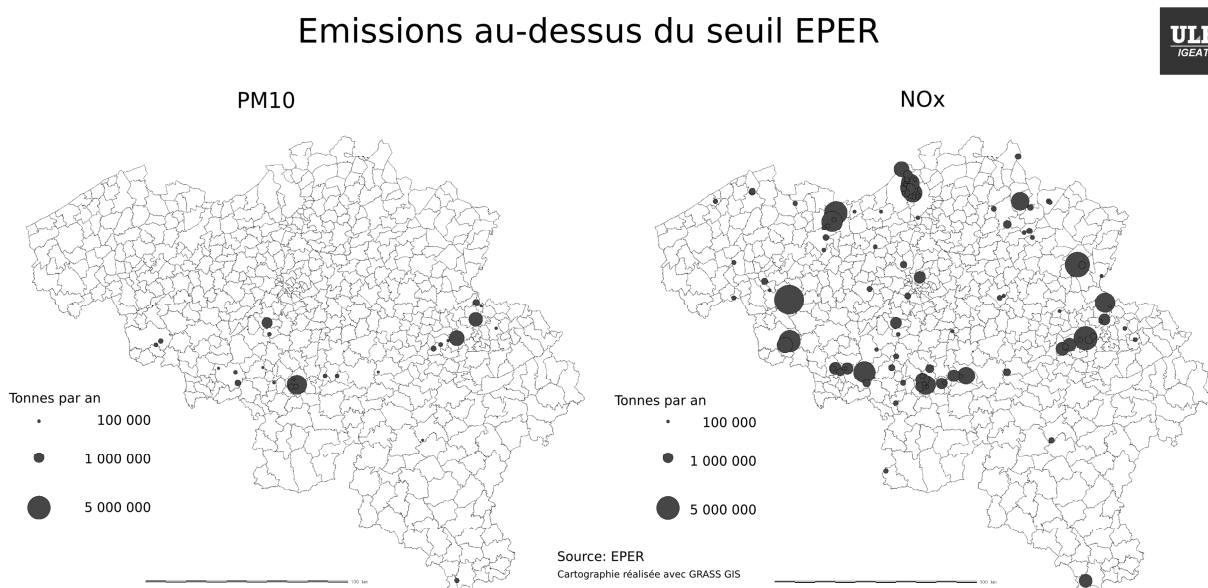 Emissions au-dessus du seuil EPER
IGEAT
PM10
NOx
Tonnes par an
100 000
1 000 000
5 000 000
Tonnes par an
100 000
1 000 000
5 000 000
Source: EPER
Cartographie réalisée avec GRASS GIS